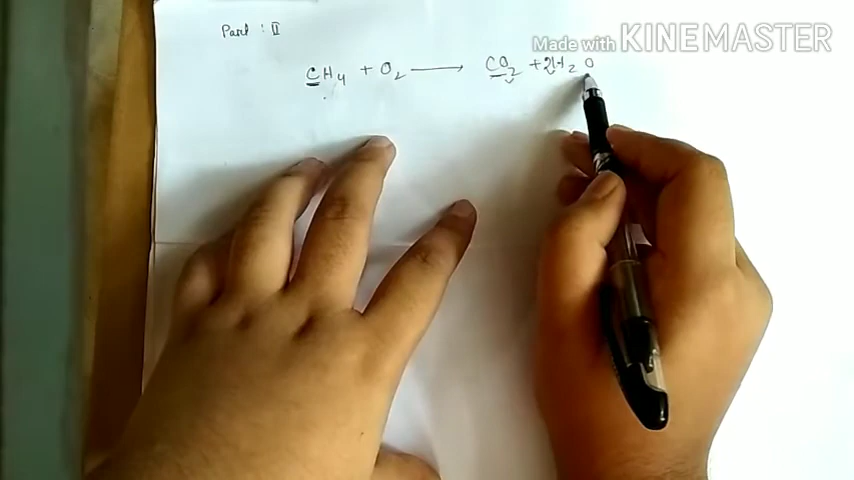 Made with KINEMASTER
Part : II
CH4 + O2 → CO2 + 2H2O